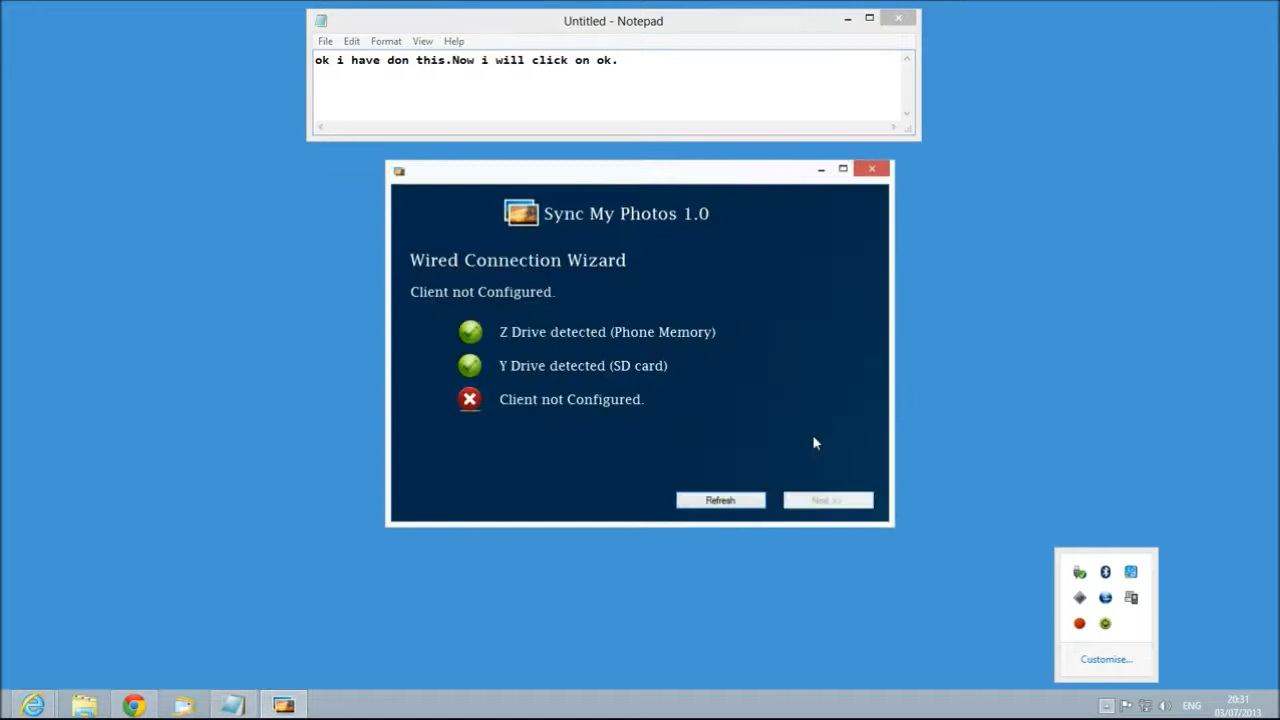 Untitled - Notepad
File Edit Format View Help
ok i have don this.Now i will click on ok.
Sync My Photos 1.0
Wired Connection Wizard
Client not Configured.
Z Drive detected (Phone Memory)
Y Drive detected (SD card)
Client not Configured.
Refresh Next >>
Customise...
ENG
20:31
03/07/2013